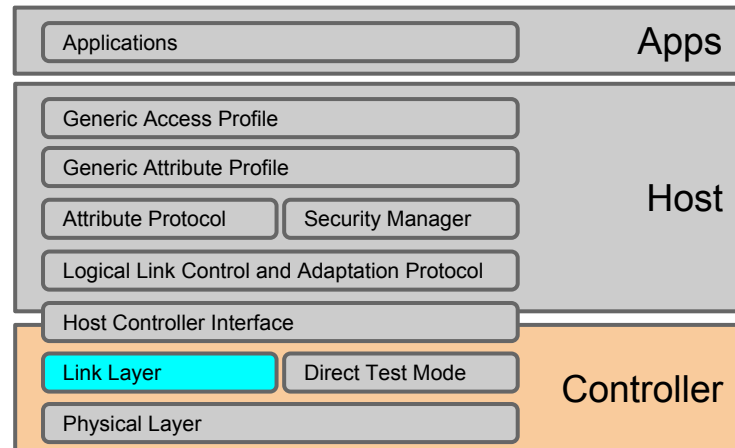 Applications
Apps
Generic Access Profile
Generic Attribute Profile
Host
Attribute Protocol
Security Manager
Logical Link Control and Adaptation Protocol
Host Controller Interface
Link Layer
Direct Test Mode
Controller
Physical Layer